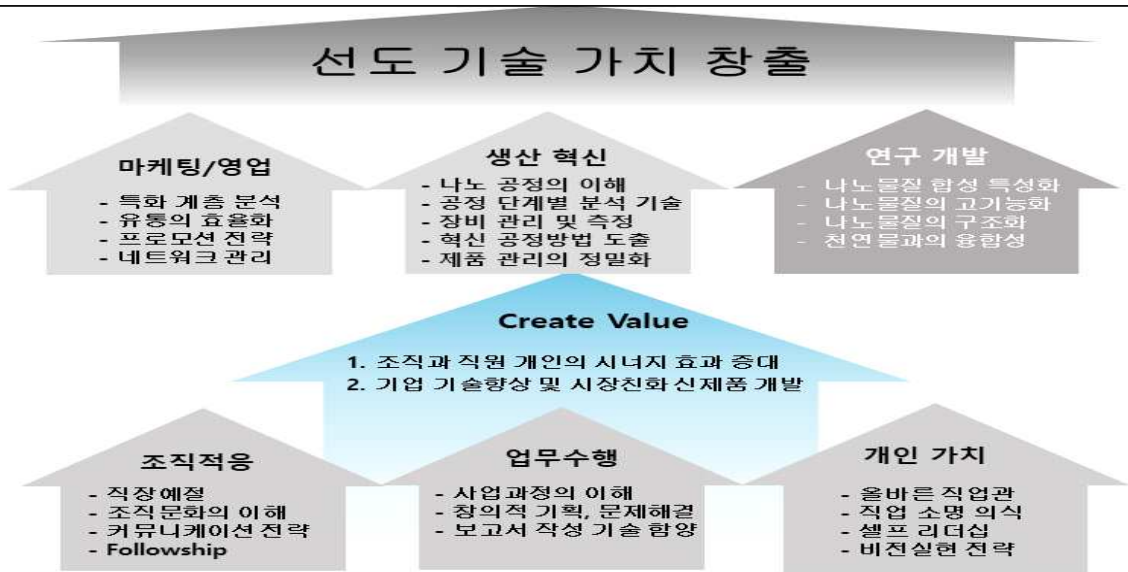 선도 기술 가치 창출
마케팅/영업
- 특화 계층 분석
- 유통의 효율화
- 프로모션 전략
- 네트워크 관리
생산 혁신
- 나노 공정의 이해
- 공정 단계별 분석 기술
- 장비 관리 및 측정
- 혁신 공정방법 도출
- 제품 관리의 정밀화
연구 개발
- 나노물질 합성 특성화
- 나노물질의 고기능화
- 나노물질의 구조화
- 천연물과의 융합성
Create Value
1. 조직과 직원 개인의 시너지 효과 증대
2. 기업 기술향상 및 시장친화 신제품 개발
조직적응
- 직장예절
- 조직문화의 이해
- 커뮤니케이션 전략
- Followship
업무수행
- 사업과정의 이해
- 창의적 기획, 문제해결
- 보고서 작성 기술 함양
개인 가치
- 올바른 직업관
- 직업 소명 의식
- 셀프 리더십
- 비전실현 전략